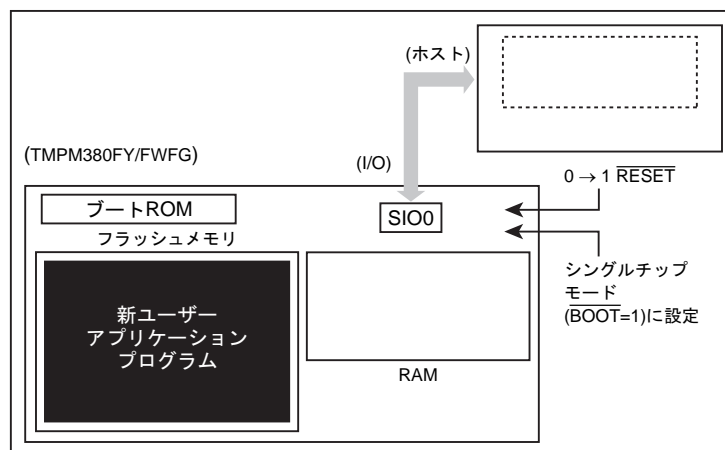 (ホスト)
(TMPM380FY/FWFG)
(I/O)
0 → 1 RESET
ブートROM
SIO0
フラッシュメモリ
シングルチップ
モード
(BOOT=1)に設定
新ユーザー
アプリケーション
プログラム
RAM